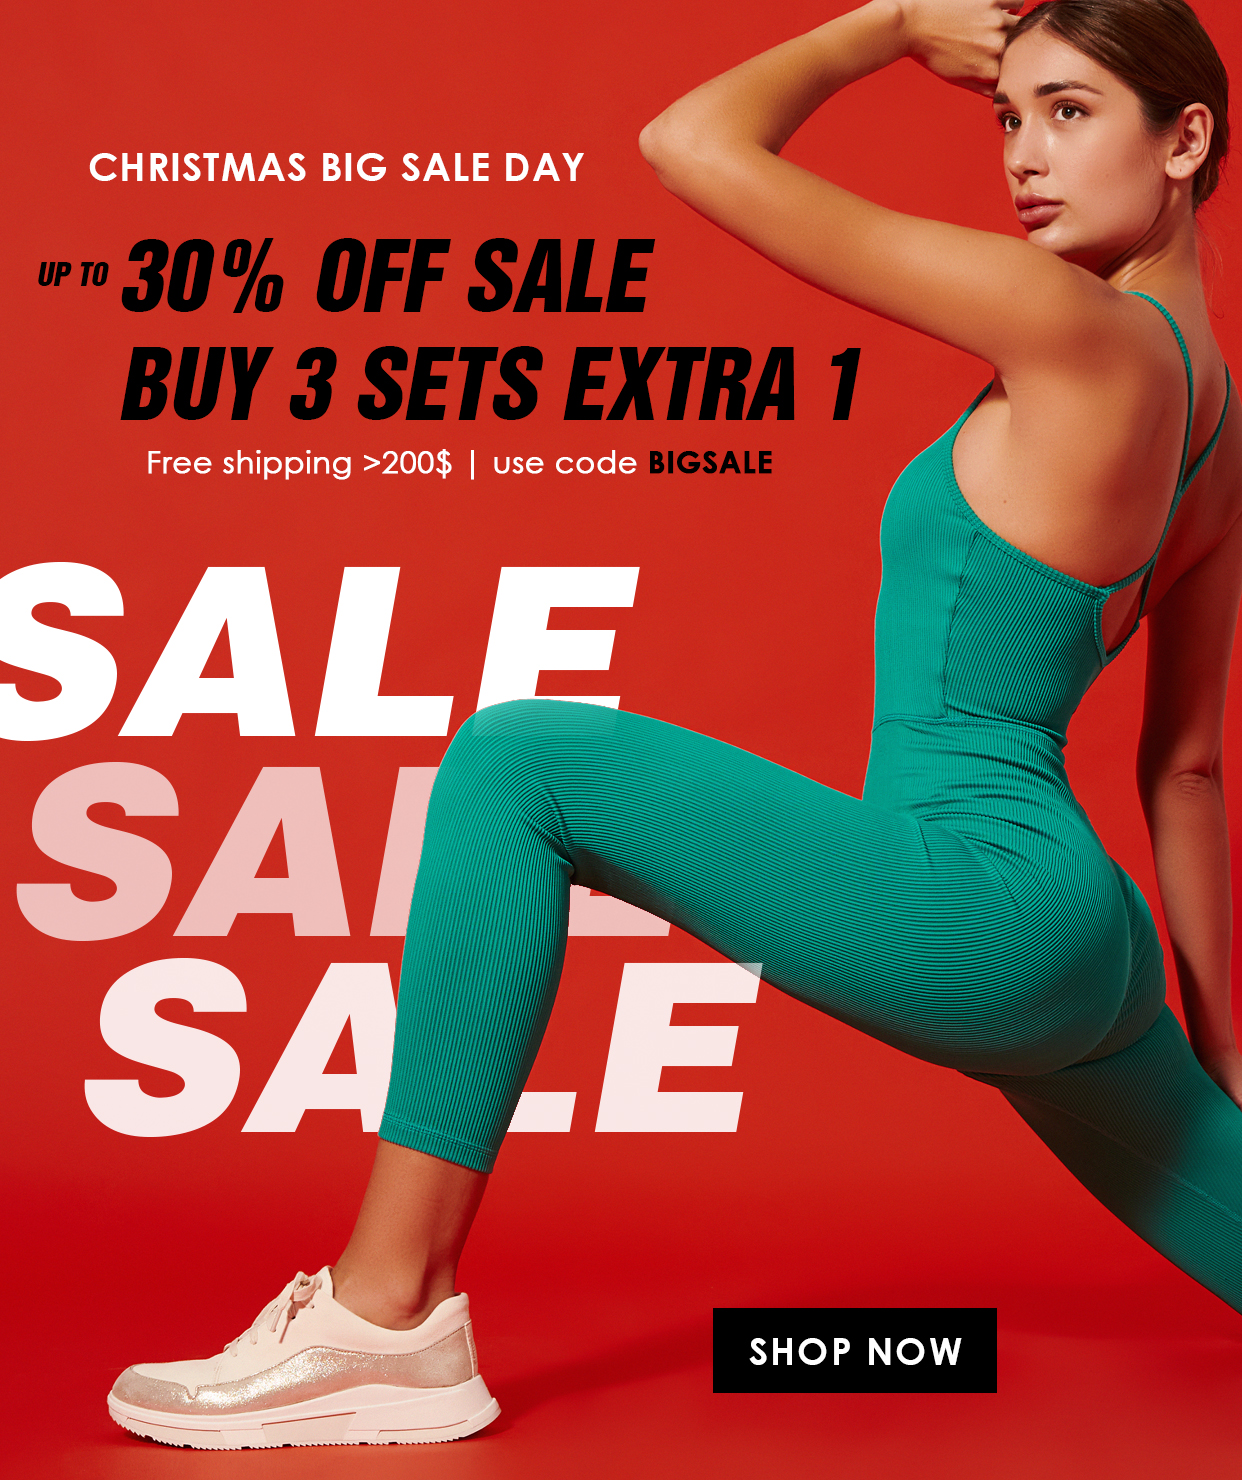 CHRISTMAS BIG SALE DAY
UP TO 30% OFF SALE
BUY 3 SETS EXTRA 1
Free shipping >200$ | use code BIGSALE
SALE
SALE
SALE
SHOP NOW